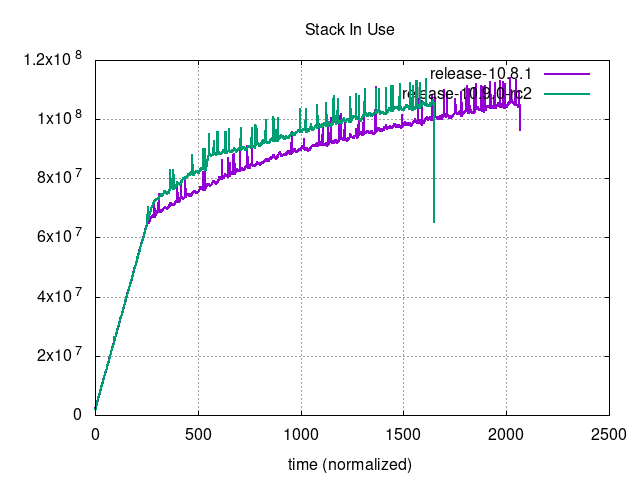 Stack In Use
1.2x10^8
1x10^8
8x10^7
6x10^7
4x10^7
2x10^7
0
0 500 1000 1500 2000 2500
time (normalized)
release-10.8.1
release-10.9.0-rc2